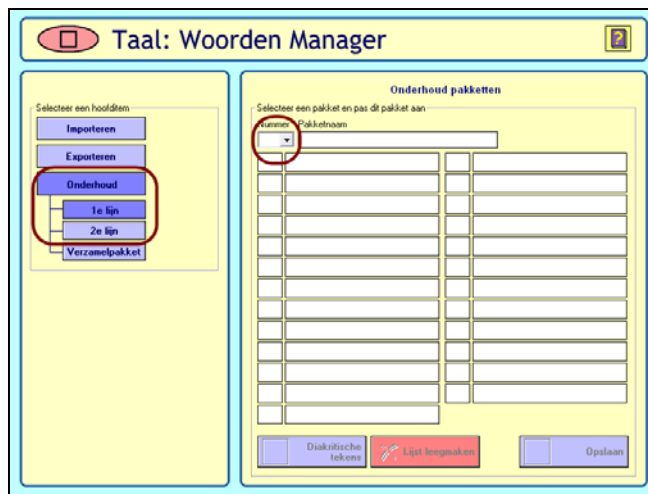 Taal: Woorden Manager
?
Selecteer een hoofditem
Importeren
Exporteren
Onderhoud
1e lijn
2e lijn
Verzamelpakket
Onderhoud pakketten
Selecteer een pakket en pas dit pakket aan
Nummer Pakketnaam
Diakritische tekens
Lijst leegmaken
Opslaan